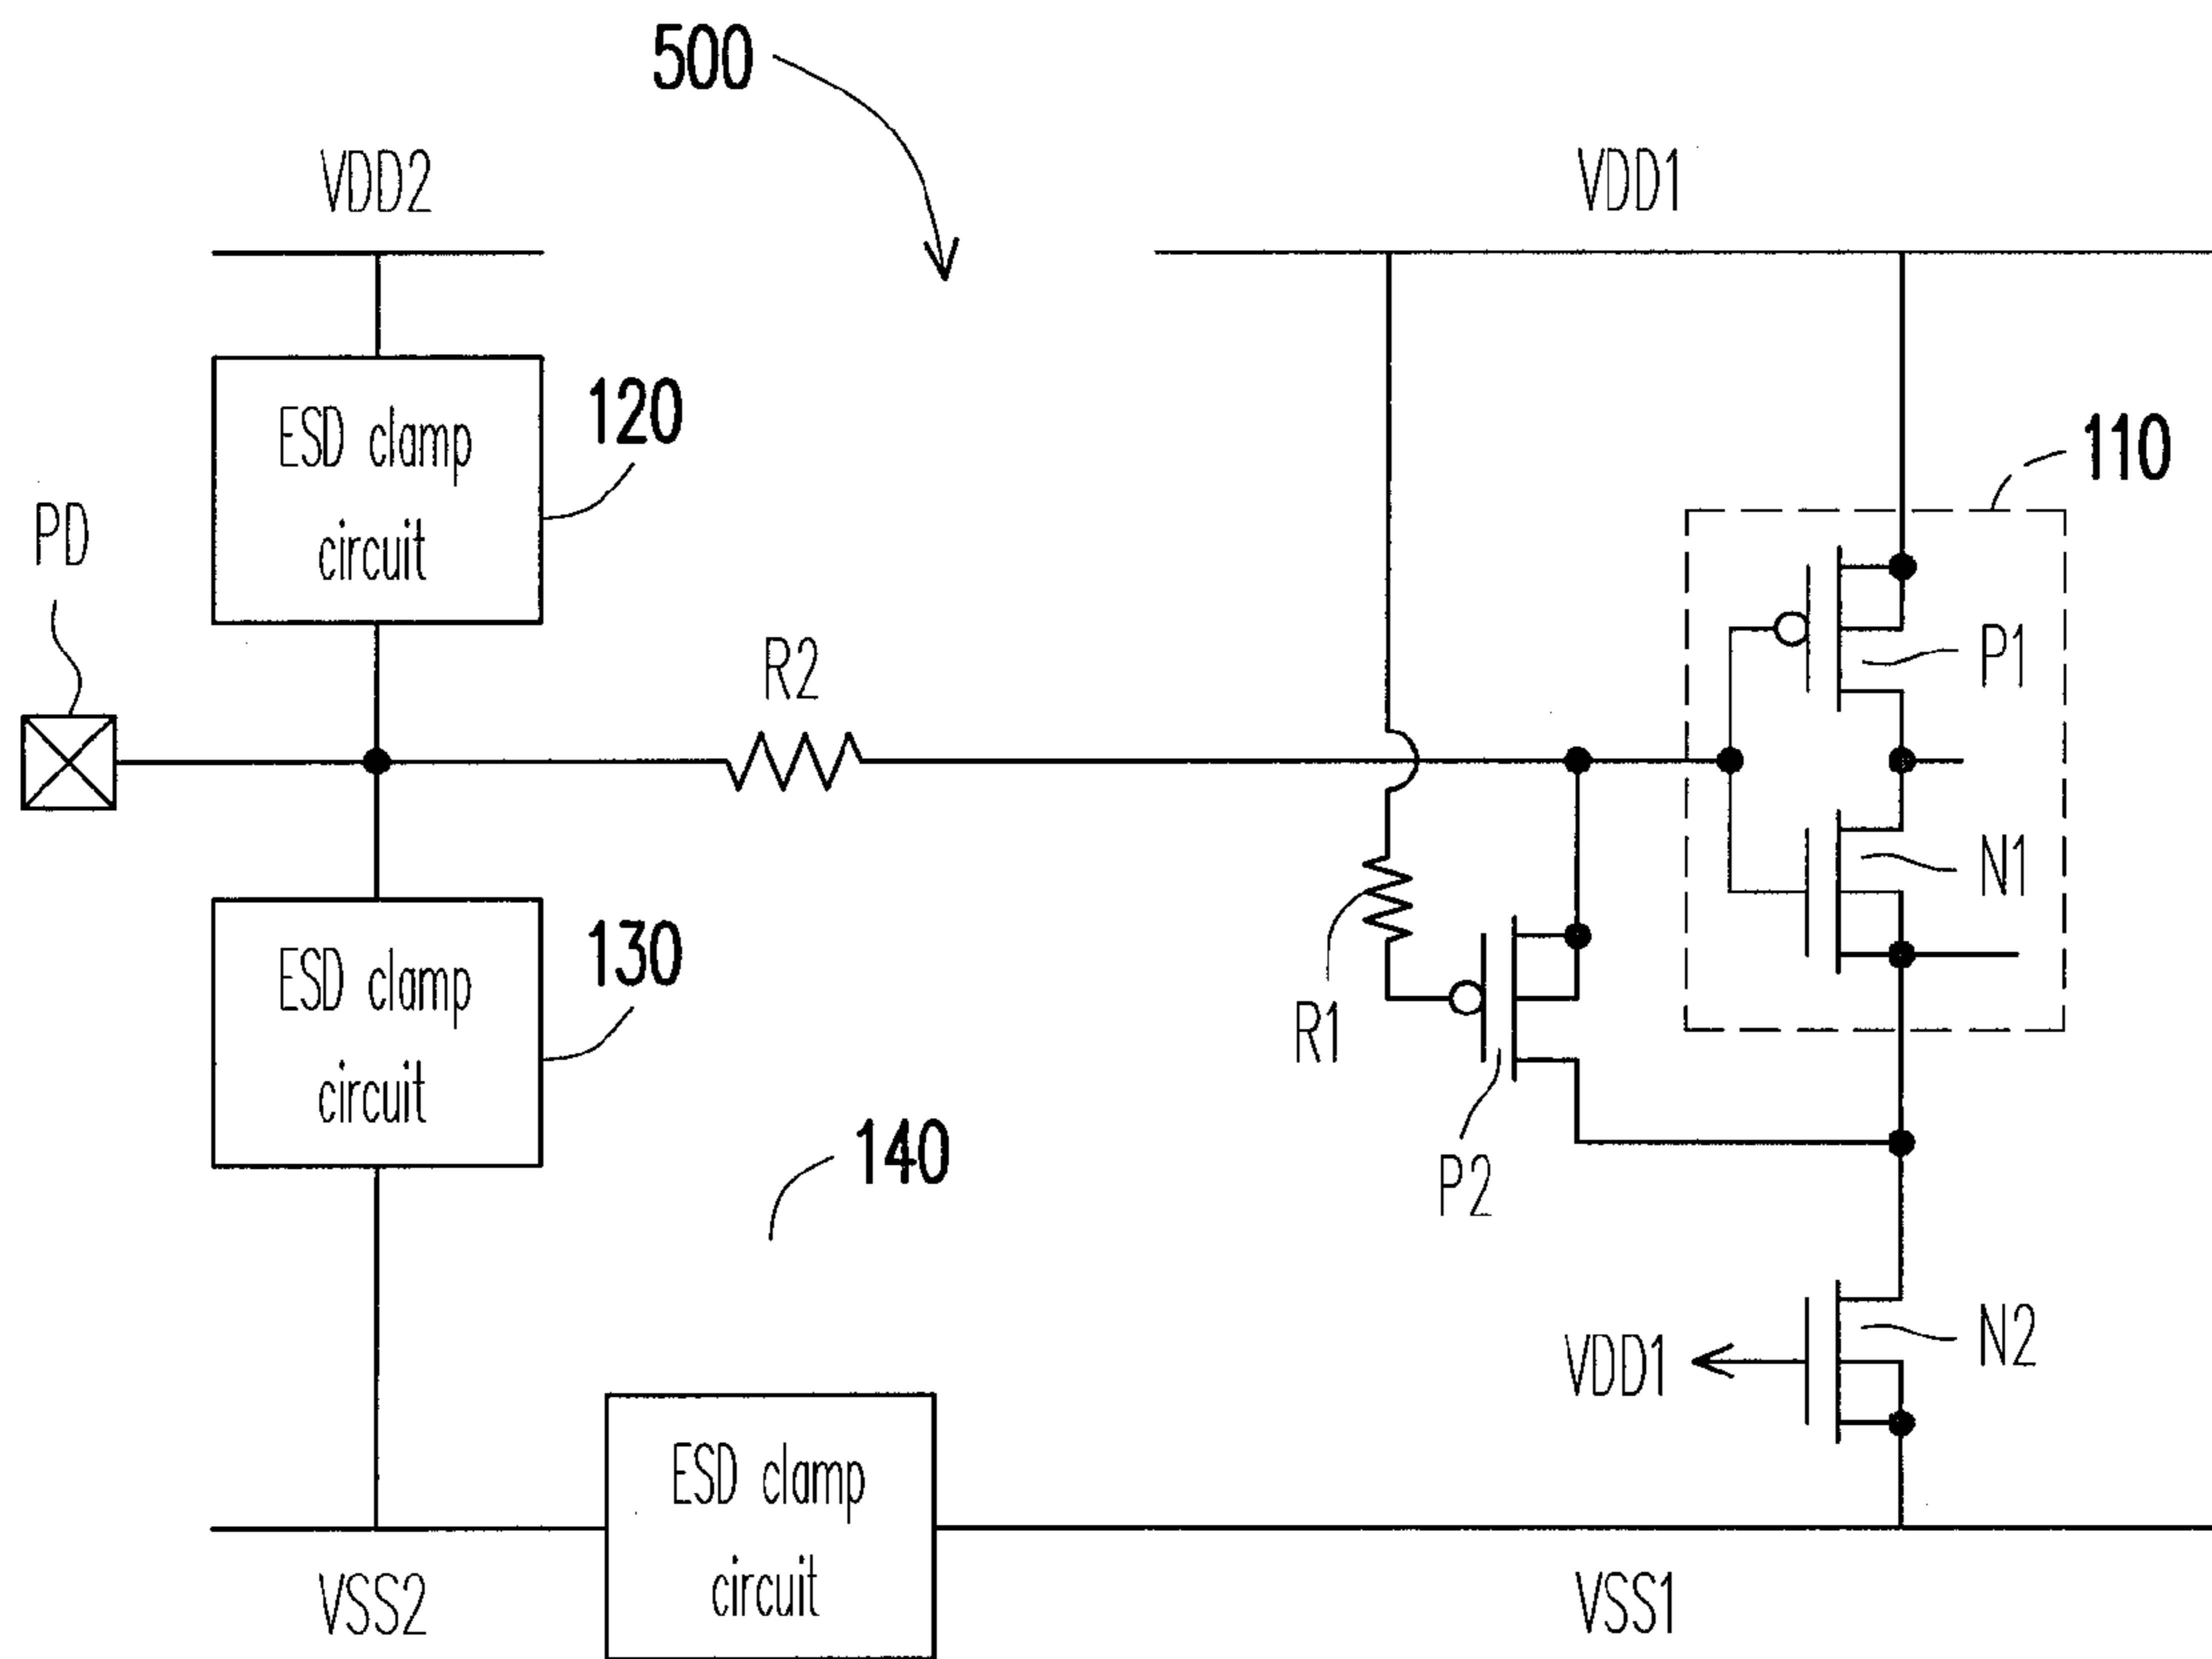 500
VDD2
VDD1
ESD clamp
circuit
120
110
PD
P1
R2
N1
ESD clamp
circuit
130
R1
P2
140
N2
VDD1
ESD clamp
circuit
VSS2
VSS1